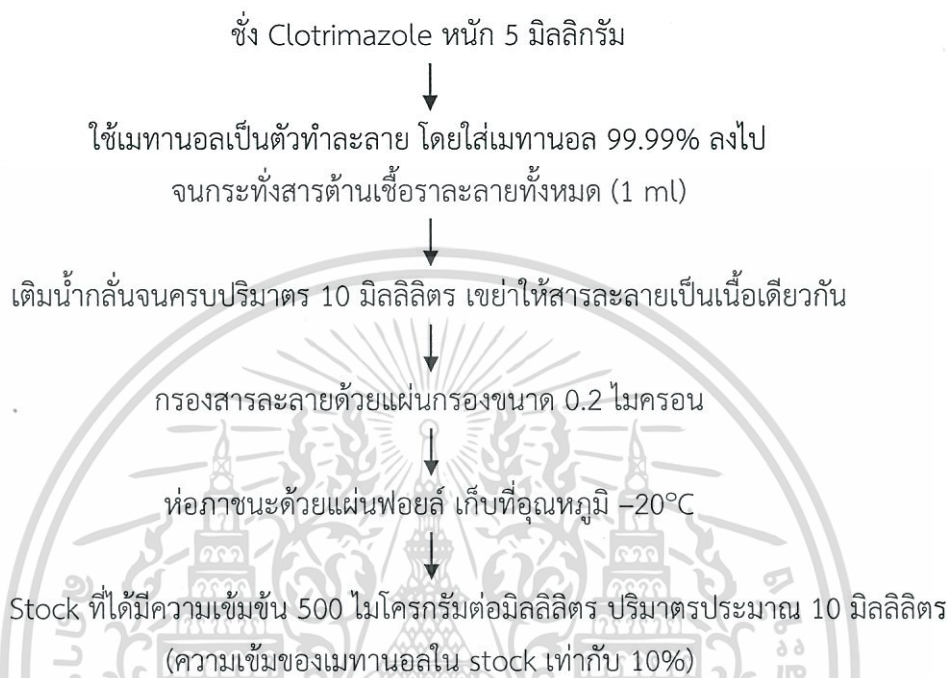 ชั่ง Clotrimazole หนัก 5 มิลลิกรัม
ใช้เมทานอลเป็นตัวทำละลาย โดยใส่เมทานอล 99.99% ลงไป
จนกระทั่งสารต้านเชื้อราละลายทั้งหมด (1 ml)
เติมน้ำกลั่นจนครบปริมาตร 10 มิลลิลิตร เขย่าให้สารละลายเป็นเนื้อเดียวกัน
กรองสารละลายด้วยแผ่นกรองขนาด 0.2 ไมครอน
ห่อภาชนะด้วยแผ่นฟอยล์ เก็บที่อุณหภูมิ –20°C
Stock ที่ได้มีความเข้มข้น 500 ไมโครกรัมต่อมิลลิลิตร ปริมาตรประมาณ 10 มิลลิลิตร
(ความเข้มของเมทานอลใน stock เท่ากับ 10%)